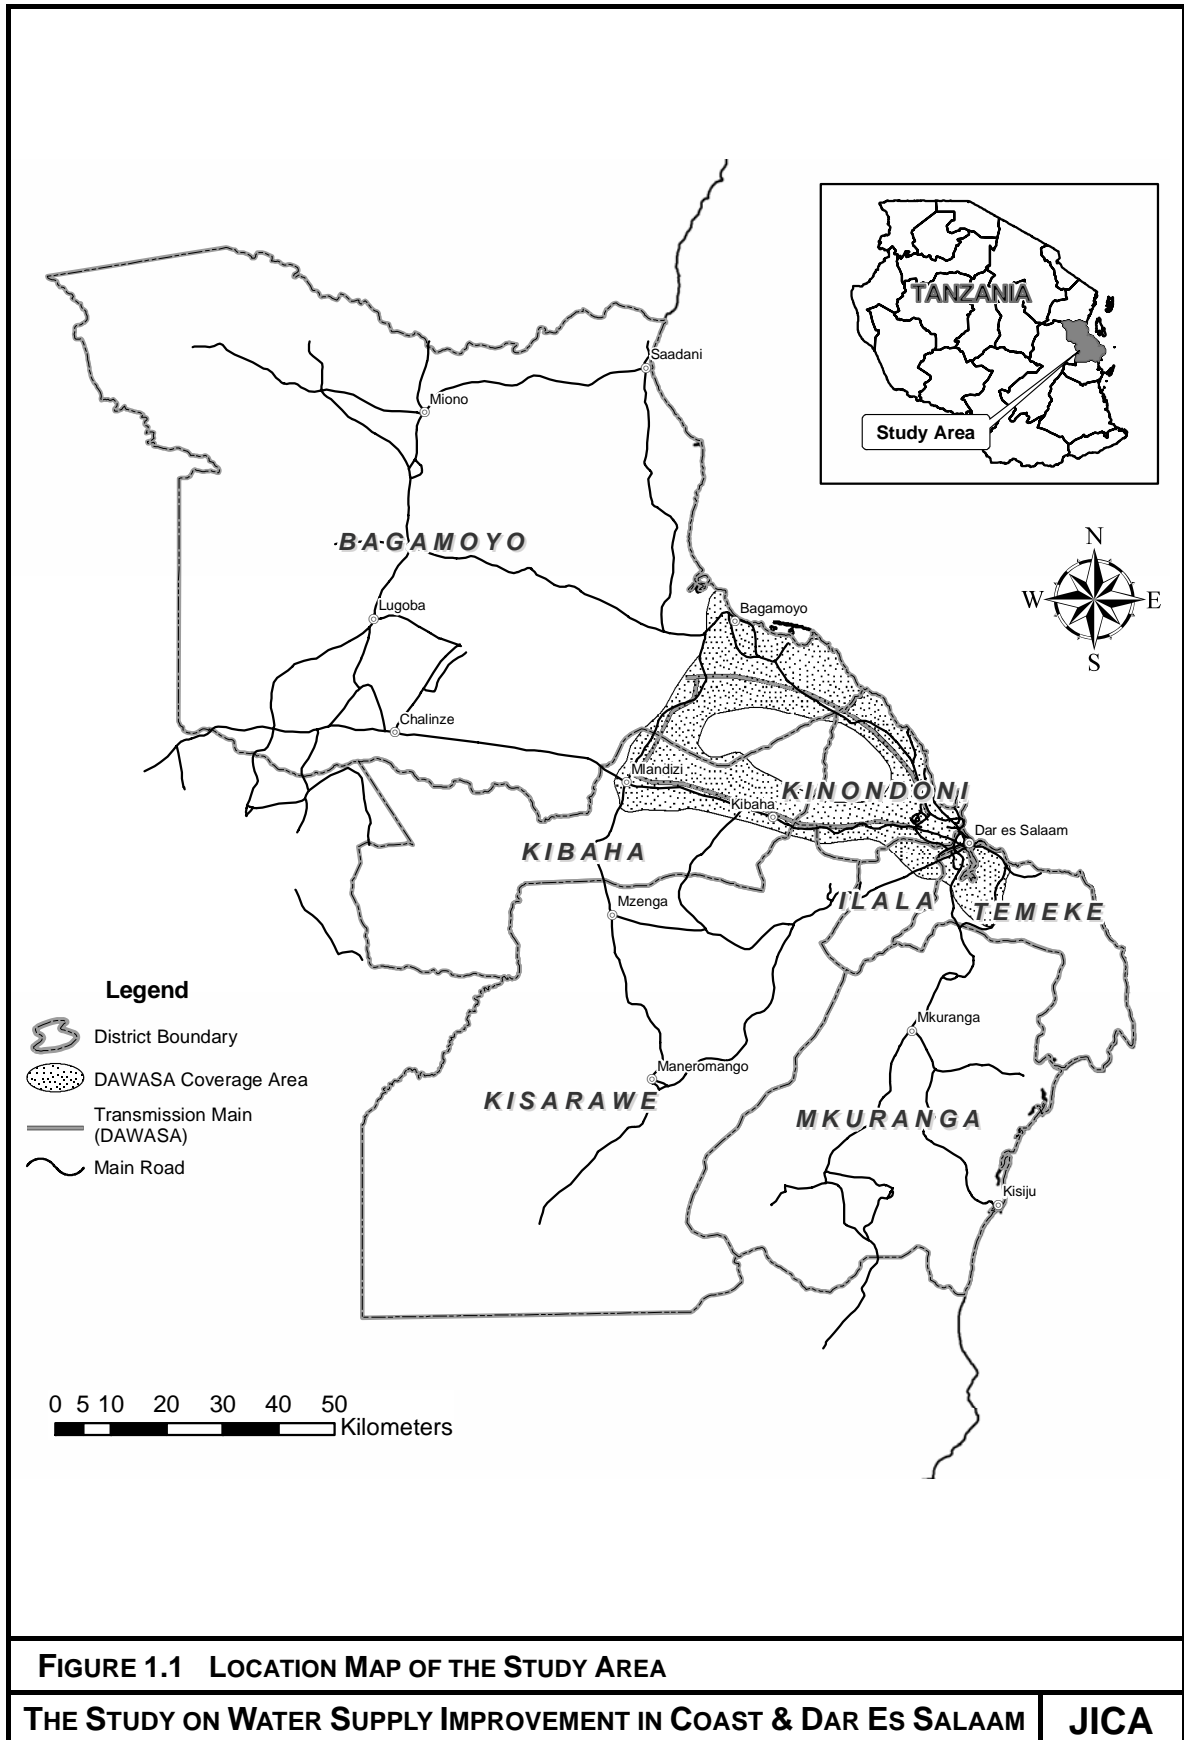 TANZANIA
Study Area
Saadani
Miono
N
W
E
S
BAGAMOYO
Lugoba
Bagamoyo
Chalinze
Mlandizi
KINONDONI
Kibaha
Dar es Salaam
KIBAHA
Mzenga
ILALA
TEMEKE
Legend
District Boundary
DAWASA Coverage Area
Transmission Main
(DAWASA)
Main Road
Mkuranga
Maneromango
KISARAWE
MKURANGA
Kisiju
0 5 10 20 30 40 50
Kilometers
FIGURE 1.1 LOCATION MAP OF THE STUDY AREA
THE STUDY ON WATER SUPPLY IMPROVEMENT IN COAST & DAR ES SALAAM
JICA